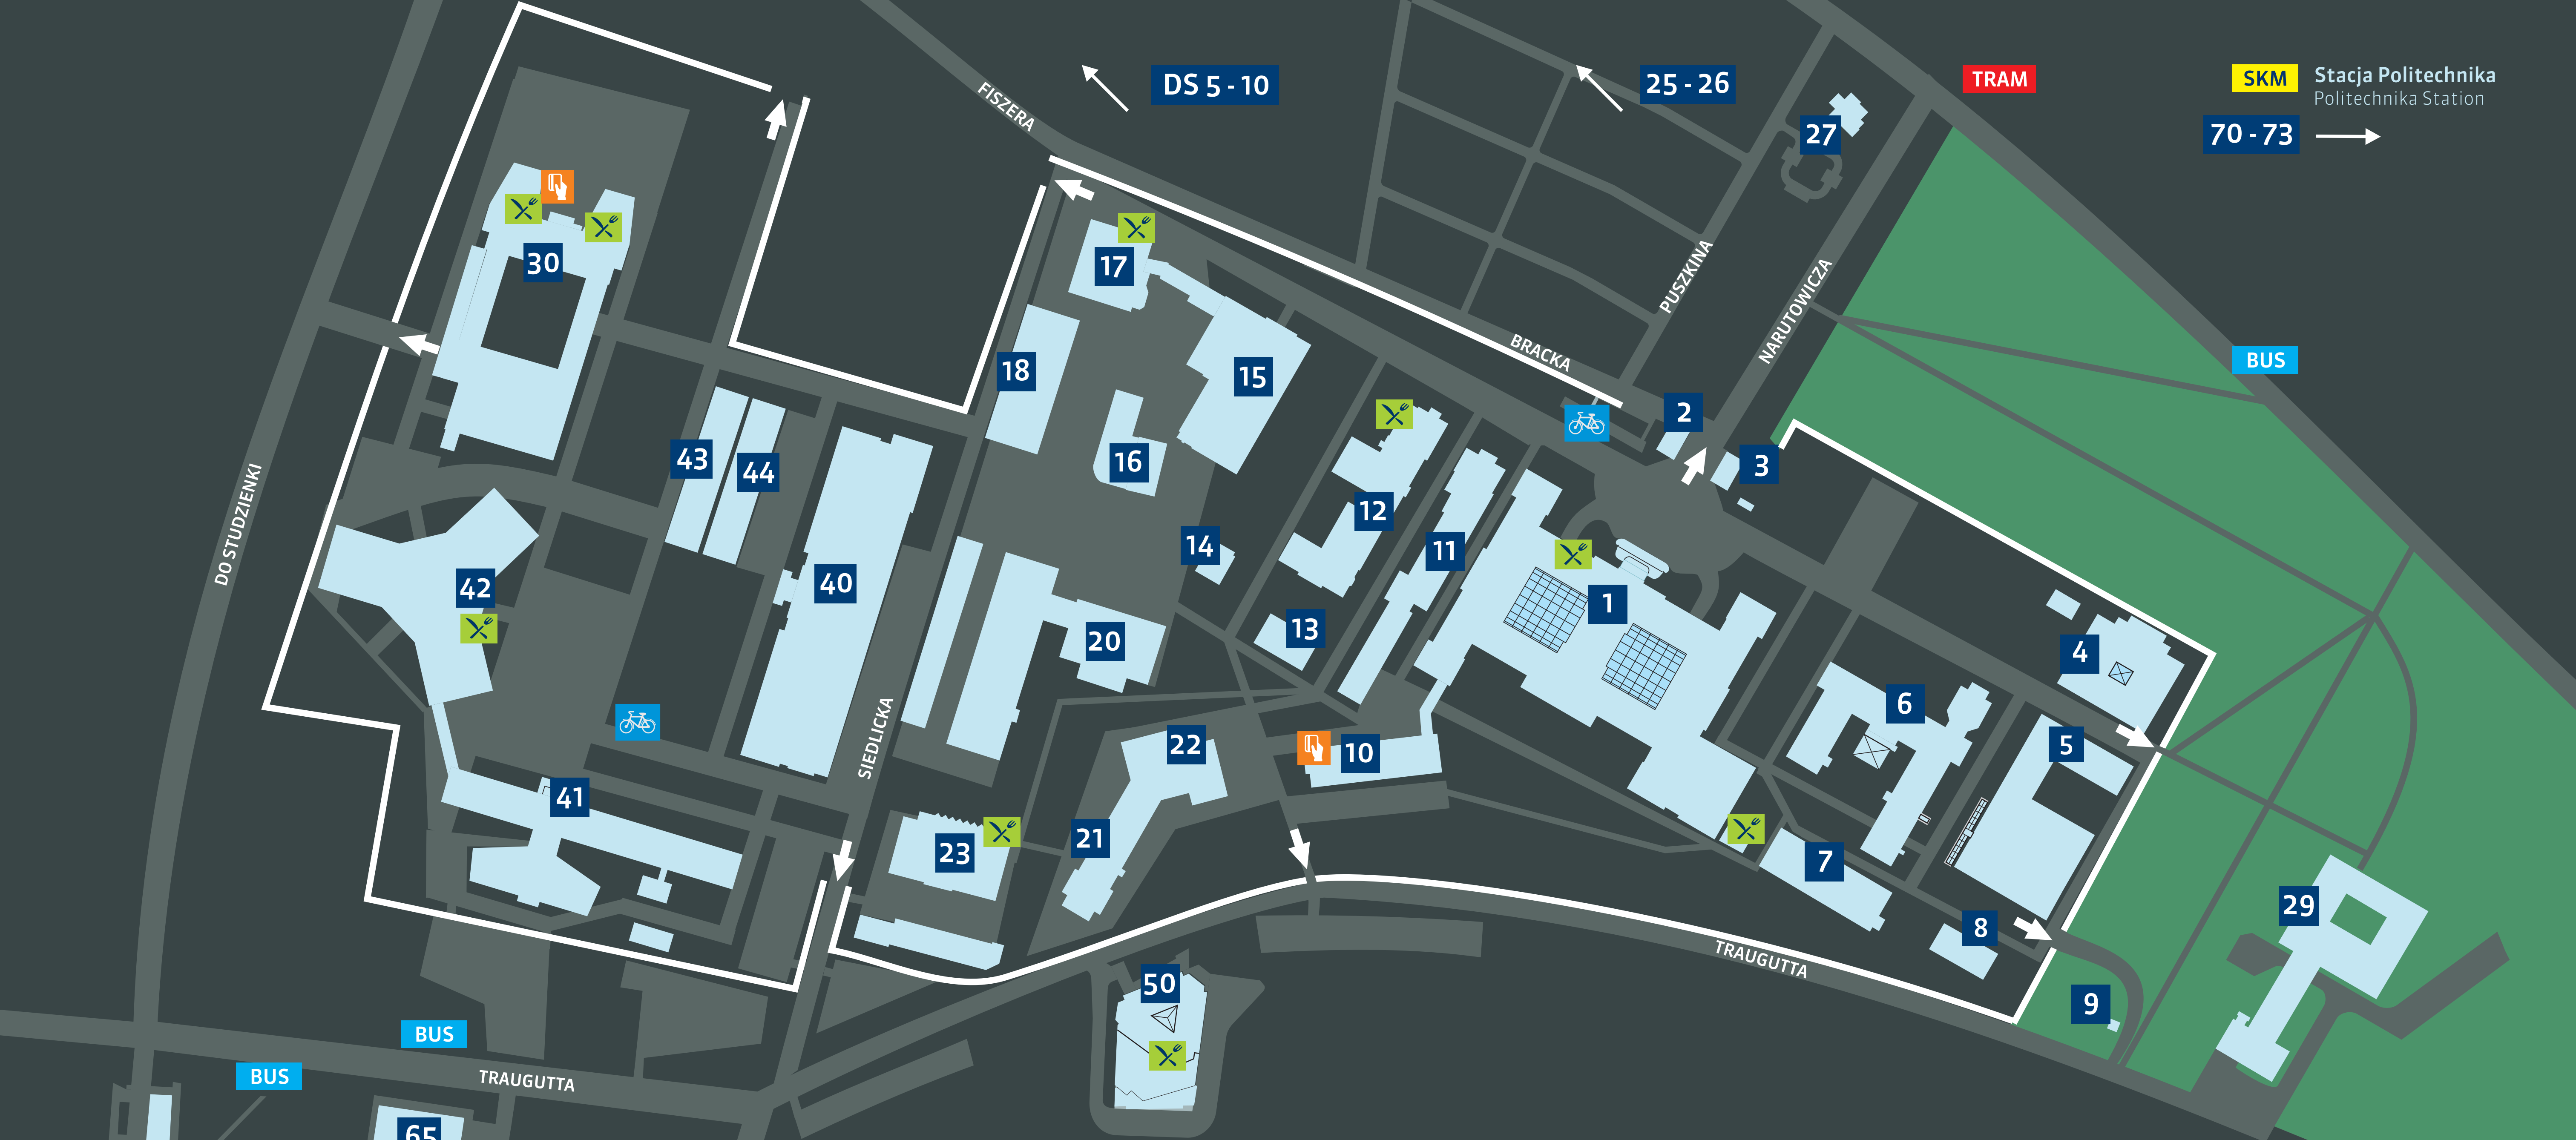 DS 5 - 10
25 - 26
TRAM
SKM
Stacja Politechnika
Politechnika Station
70 - 73
FISZERA
27
30
17
PUSZKINA
NARUTOWICZA
BRACKA
BUS
18
15
2
3
43
44
16
12
DO STUDZIENKI
14
11
42
40
1
13
20
4
6
SIEDLICKA
22
10
5
41
21
23
7
29
8
TRAUGUTTA
50
9
BUS
BUS
TRAUGUTTA
65